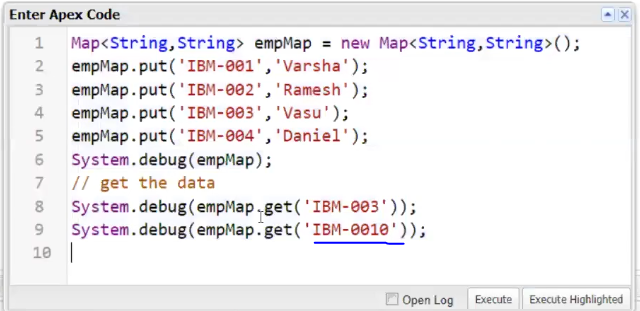 Enter Apex Code
1 Map<String,String> empMap = new Map<String,String>();
2 empMap.put('IBM-001','Varsha');
3 empMap.put('IBM-002','Ramesh');
4 empMap.put('IBM-003','Vasu');
5 empMap.put('IBM-004','Daniel');
6 System.debug(empMap);
7 // get the data
8 System.debug(empMap.get('IBM-003'));
9 System.debug(empMap.get('IBM-0010'));
10
Open Log Execute Execute Highlighted